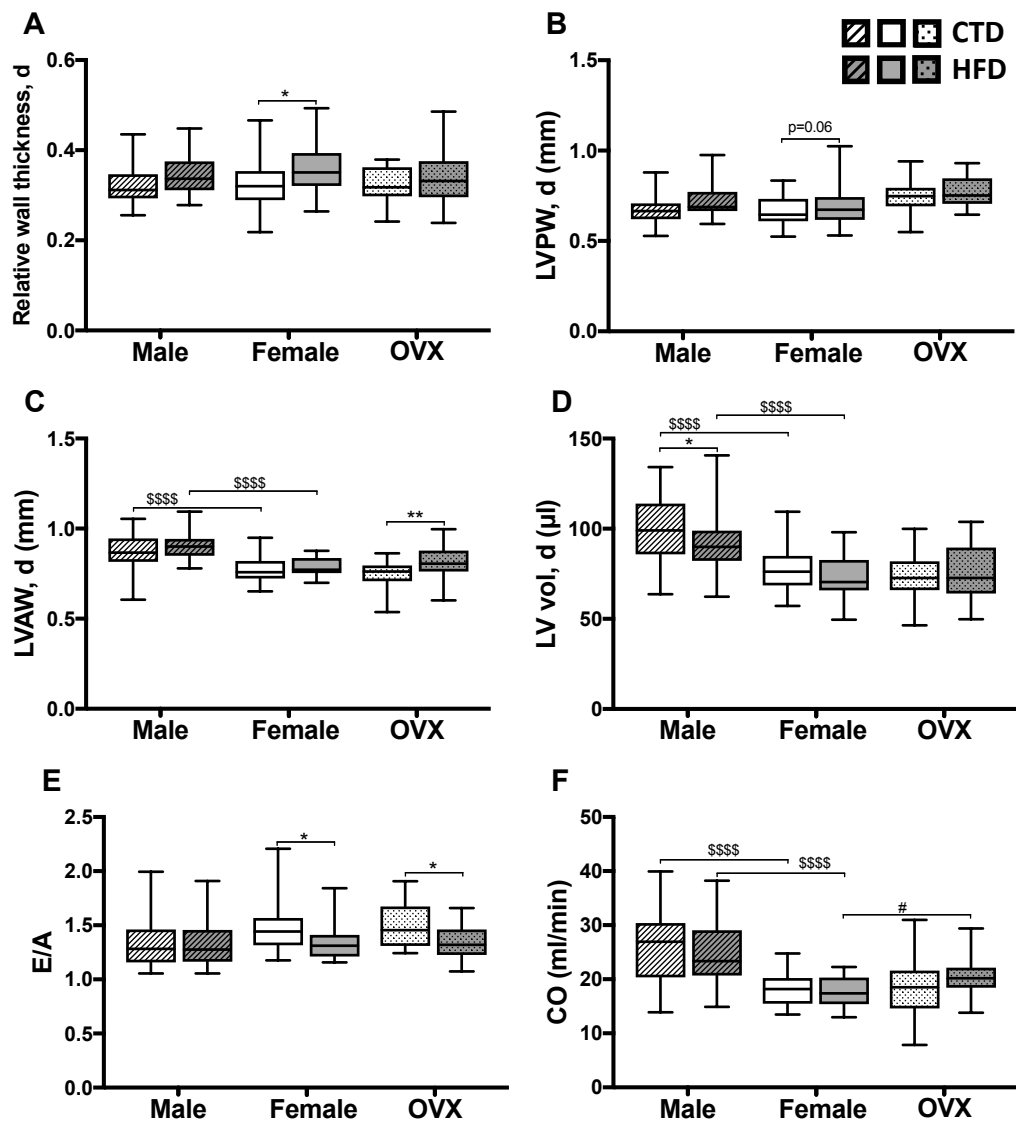 A
Relative wall thickness, d
0.6
0.4
0.2
0.0
*
Male Female OVX
B
CTD
HFD
LVPW, d (mm)
1.5
1.0
0.5
0.0
p=0.06
Male Female OVX
C
LVAW, d (mm)
1.5
1.0
0.5
0.0
$$$$
$$$$
**
Male Female OVX
D
LV vol, d (µl)
150
100
50
0
$$$$
$$$$
*
Male Female OVX
E
E/A
2.5
2.0
1.5
1.0
0.5
0.0
*
*
Male Female OVX
F
CO (ml/min)
50
40
30
20
10
0
$$$$
$$$$
#
Male Female OVX